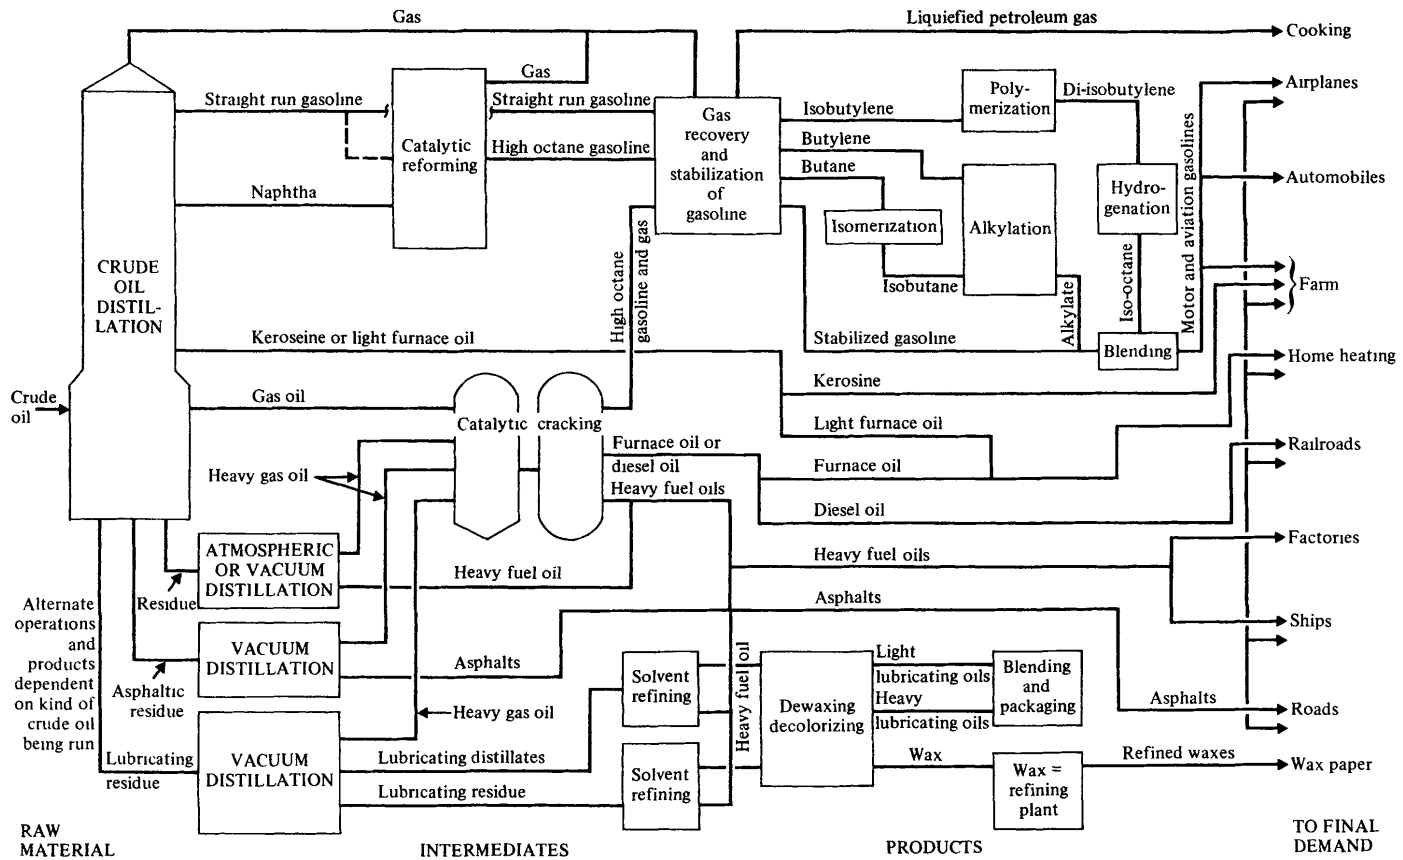 Gas
Liquiefied petroleum gas
Cooking
Gas
Straight run gasoline
Straight run gasoline
Catalytic
reforming
High octane gasoline
Naphtha
Gas
recovery
and
stabilization
of
gasoline
Isobutylene
Butylene
Butane
Poly-
merization
Di-isobutylene
Airplanes
Isomerization
Isobutane
Alkylation
Alkylate
Hydro-
genation
Iso-octane
Motor and aviation gasolines
Automobiles
Farm
CRUDE
OIL
DISTIL-
LATION
High octane
gasoline and gas
Keroseine or light furnace oil
Stabilized gasoline
Blending
Home heating
Kerosine
Crude
oil
Gas oil
Catalytic cracking
Light furnace oil
Furnace oil or
diesel oil
Furnace oil
Railroads
Heavy gas oil
Heavy fuel oils
Diesel oil
Factories
ATMOSPHERIC
OR VACUUM
DISTILLATION
Heavy fuel oil
Heavy fuel oils
Residue
Asphalts
Ships
Alternate
operations
and
products
dependent
on kind of
crude oil
being run
VACUUM
DISTILLATION
Asphalts
Asphaltic
residue
Solvent
refining
Heavy fuel oil
Dewaxing
decolorizing
Light
lubricating oils
Heavy
lubricating oils
Blending
and
packaging
Asphalts
Roads
Heavy gas oil
Lubricating
residue
VACUUM
DISTILLATION
Lubricating distillates
Lubricating residue
Solvent
refining
Wax
Wax =
refining
plant
Refined waxes
Wax paper
RAW
MATERIAL
INTERMEDIATES
PRODUCTS
TO FINAL
DEMAND